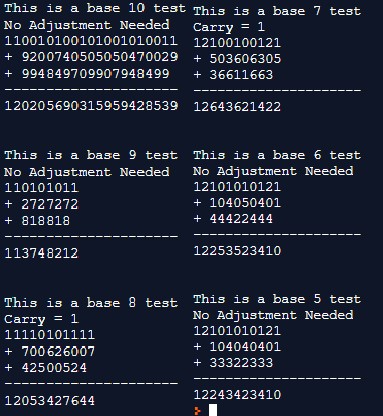 This is a base 10 test
No Adjustment Needed
110010100101001010011
+ 9200740505050470029
+ 994849709907948499
---------------------
120205690315959428539
This is a base 9 test
No Adjustment Needed
110101011
+ 2727272
+ 818818
---------------------
113748212
This is a base 8 test
Carry = 1
11110101111
+ 700626007
+ 42500524
---------------------
12053427644
This is a base 7 test
Carry = 1
12100100121
+ 503606305
+ 36611663
---------------------
12643621422
This is a base 6 test
No Adjustment Needed
12101010121
+ 104050401
+ 44422444
---------------------
12253523410
This is a base 5 test
No Adjustment Needed
12101010121
+ 104040401
+ 33322333
---------------------
12243423410